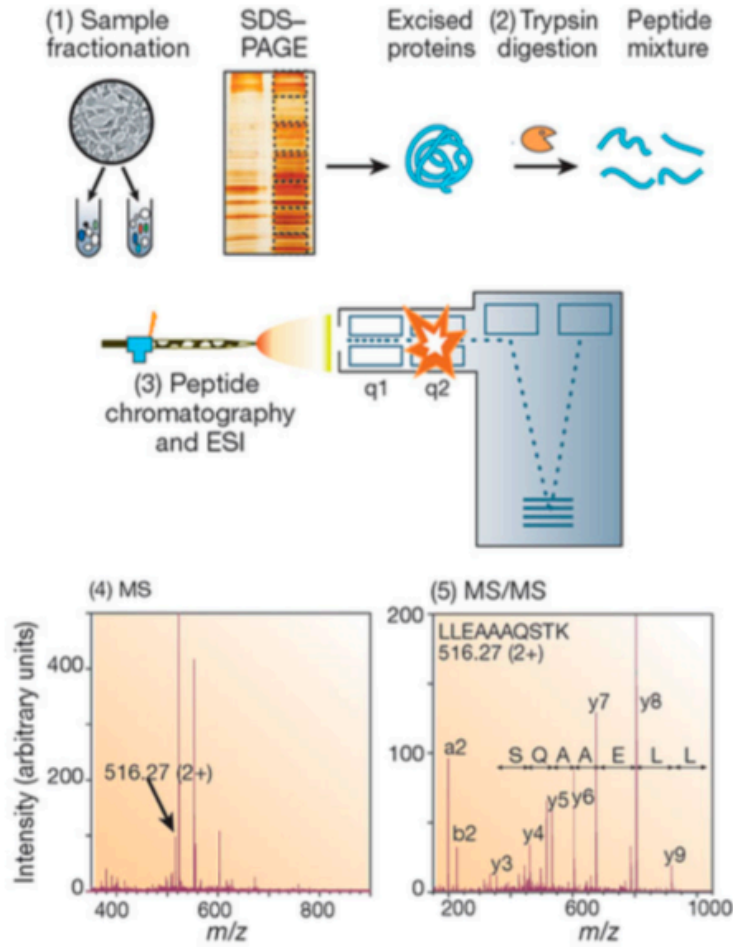 (1) Sample
fractionation
SDS–
PAGE
Excised
proteins
(2) Trypsin
digestion
Peptide
mixture
(3) Peptide
chromatography
and ESI
q1
q2
(4) MS
Intensity (arbitrary units)
400
200
0
516.27 (2+)
400
600
800
m/z
(5) MS/MS
200
100
0
LLEAAAQSTK
516.27 (2+)
a2
b2
y3
y4
y5
y6
y7
y8
y9
S Q A A E L L
200
600
1000
m/z